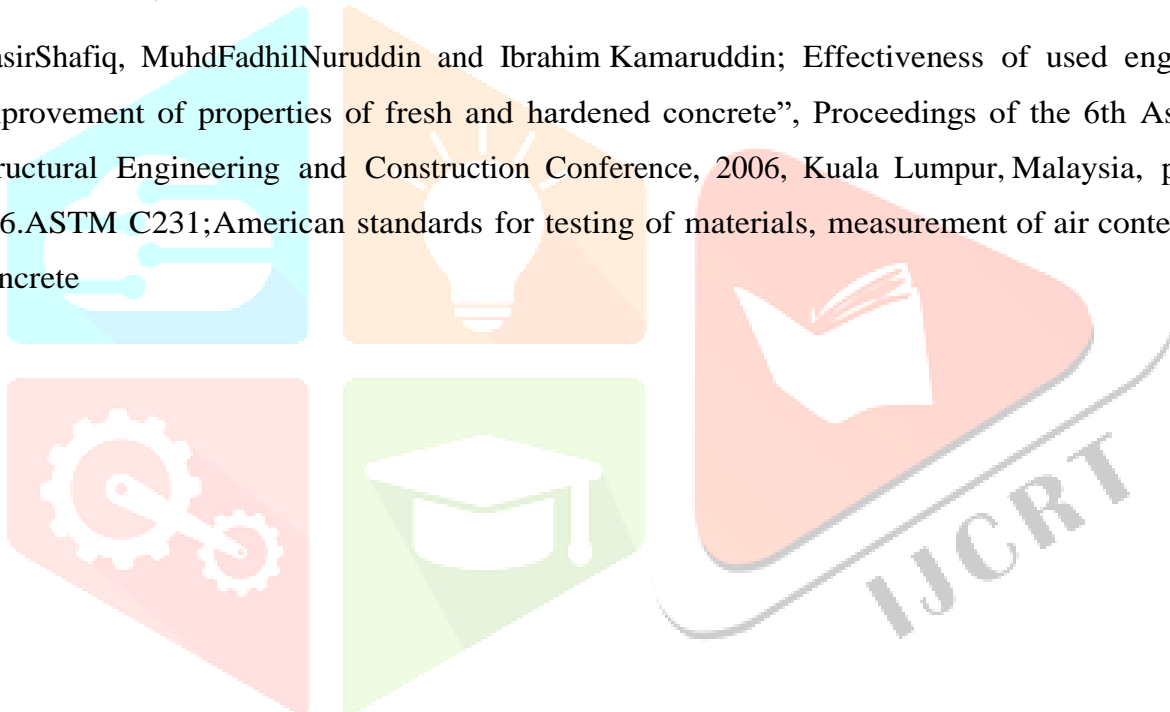 asirShafiq, MuhdFadhilNuruddin and Ibrahim Kamaruddin; Effectiveness of used eng
provement of properties of fresh and hardened concrete”, Proceedings of the 6th As
ructural Engineering and Construction Conference, 2006, Kuala Lumpur, Malaysia, p
6.ASTM C231;American standards for testing of materials, measurement of air conte
ncrete
IJCRT